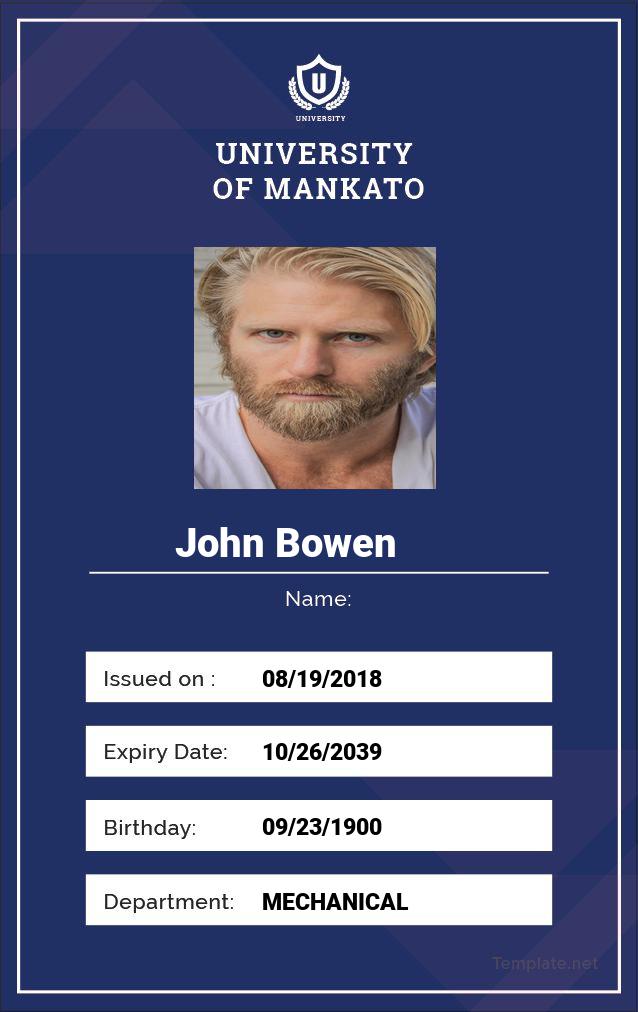 U
UNIVERSITY
UNIVERSITY
OF MANKATO
John Bowen
Name:
Issued on : 08/19/2018
Expiry Date: 10/26/2039
Birthday: 09/23/1900
Department: MECHANICAL
Template.net